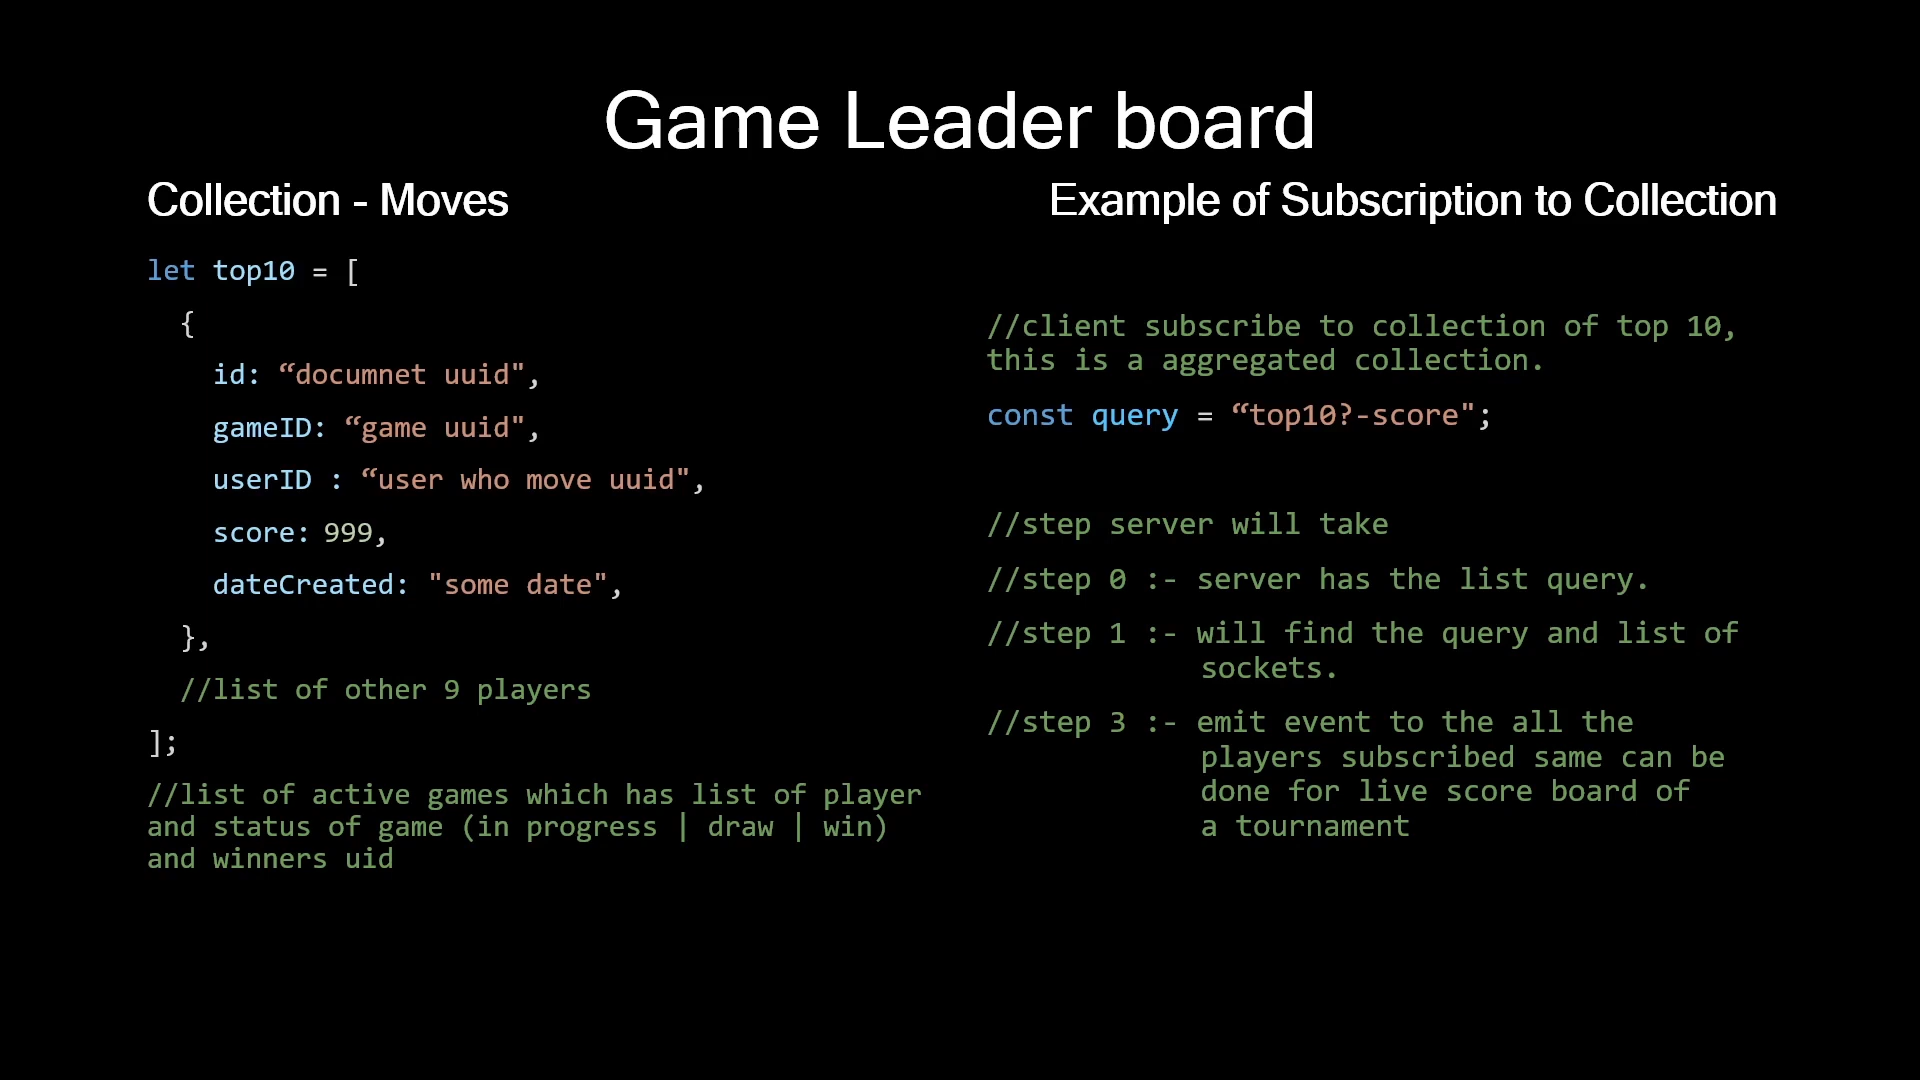 Game Leader board
Collection - Moves
let top10 = [
{
id: “documnet uuid",
gameID: “game uuid",
userID : “user who move uuid",
score: 999,
dateCreated: "some date",
},
//list of other 9 players
];
//list of active games which has list of player
and status of game (in progress | draw | win)
and winners uid
Example of Subscription to Collection
//client subscribe to collection of top 10,
this is a aggregated collection.
const query = “top10?-score";
//step server will take
//step 0 :- server has the list query.
//step 1 :- will find the query and list of
sockets.
//step 3 :- emit event to the all the
players subscribed same can be
done for live score board of
a tournament